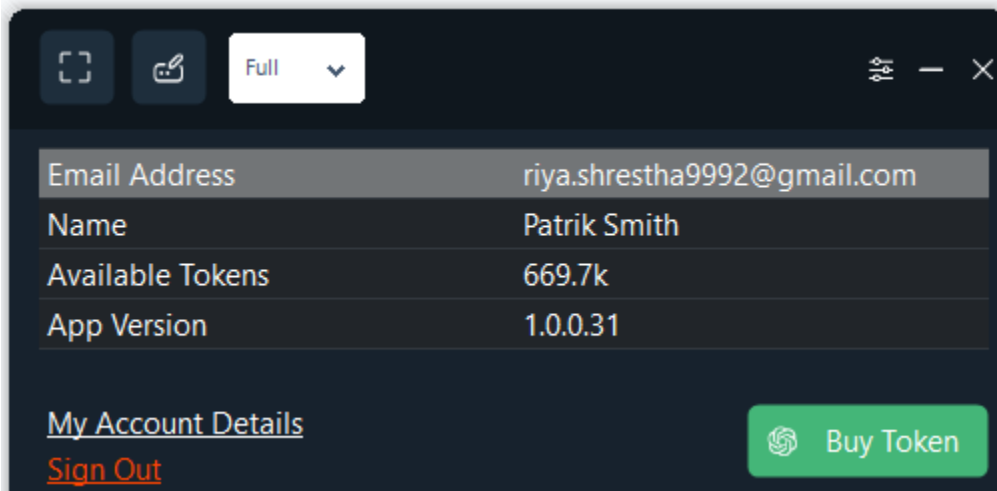 Full
Email Address riya.shrestha9992@gmail.com
Name Patrik Smith
Available Tokens 669.7k
App Version 1.0.0.31
My Account Details
Buy Token
Sign Out